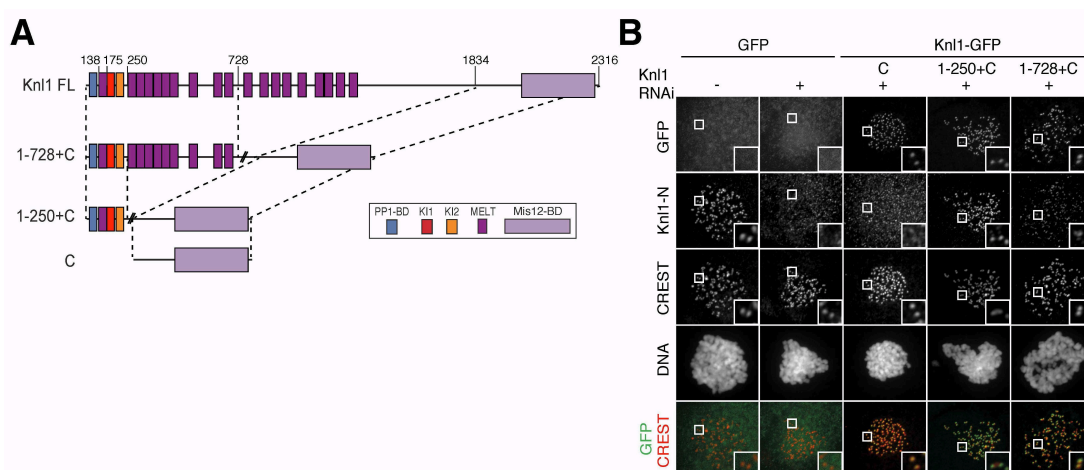 A
138 175 250 728 1834 2316
Knl1 FL
1-728+C
1-250+C
C
PP1-BD KI1 KI2 MELT Mis12-BD
B
GFP Knl1-GFP
C 1-250+C 1-728+C
Knl1
RNAi - + + + +
GFP
Knl1-N
CREST
DNA
GFP
CREST